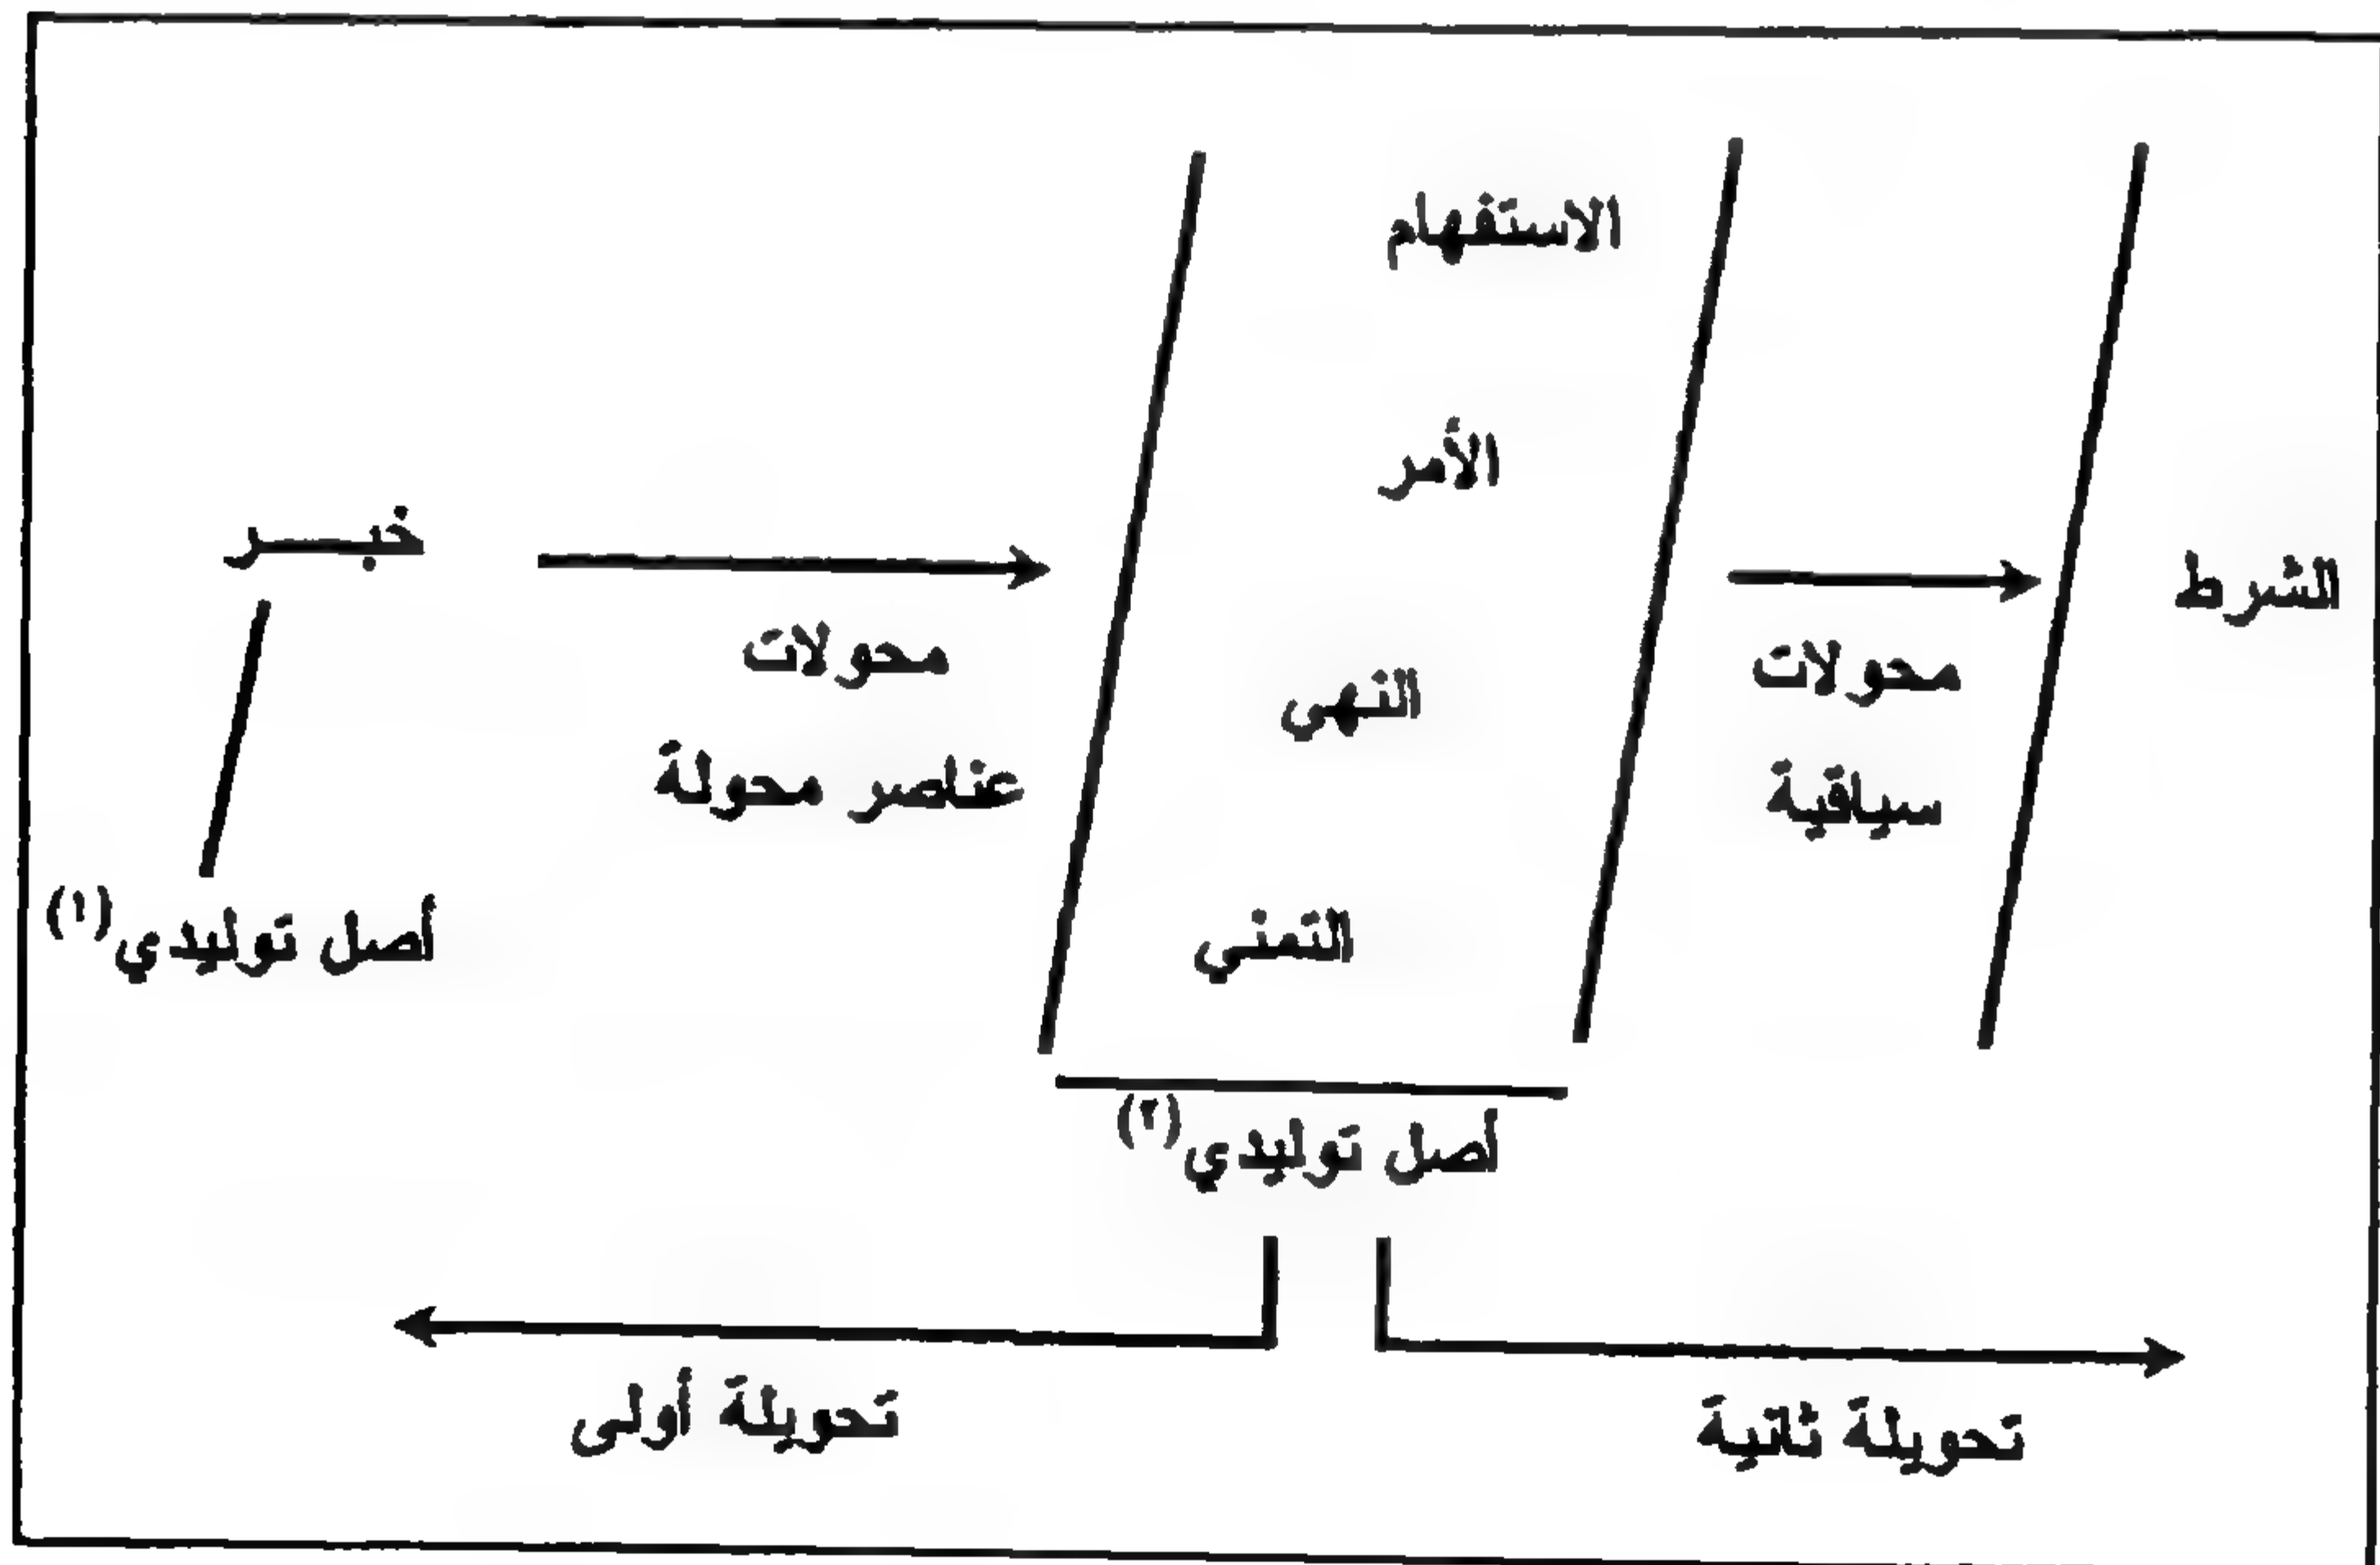 الاستفهام
الأمر
خبـــر
الشرط
محولات
محولات
النهي
سياقية
عناصر محولة
التمني
أصل توليدي(١)
أصل توليدي(٢)
تحويلة ثانية
تحويلة أولى